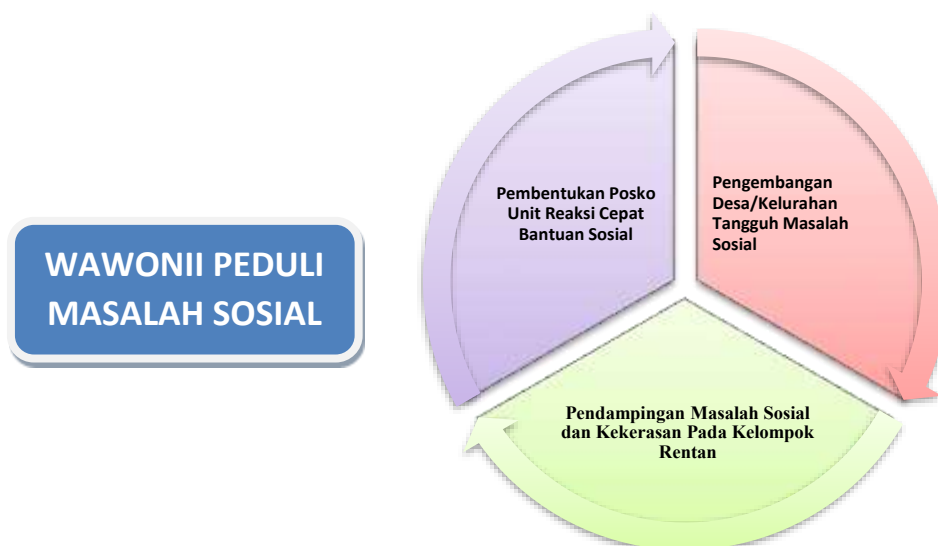 WAWONII PEDULI
MASALAH SOSIAL
Pembentukan Posko
Unit Reaksi Cepat
Bantuan Sosial
Pengembangan
Desa/Kelurahan
Tangguh Masalah
Sosial
Pendampingan Masalah Sosial
dan Kekerasan Pada Kelompok
Rentan